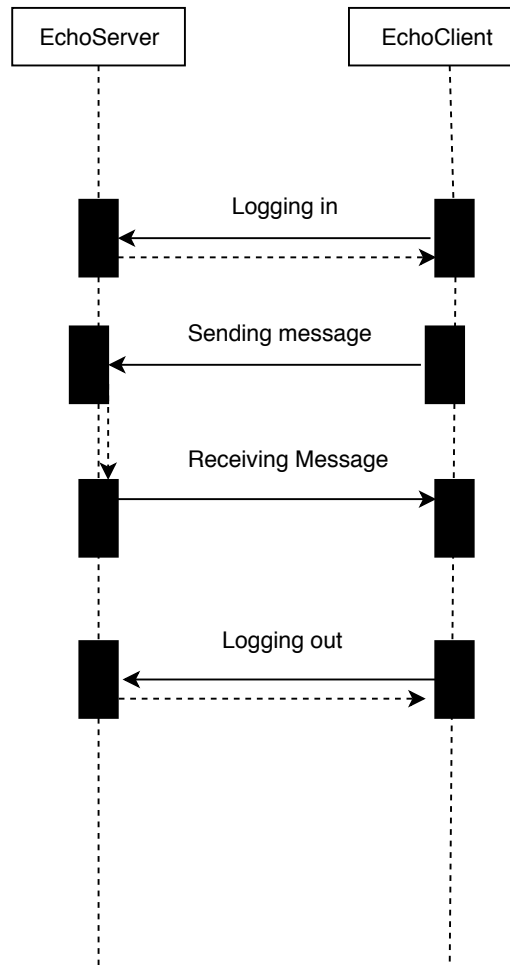 EchoServer
EchoClient
Logging in
Sending message
Receiving Message
Logging out